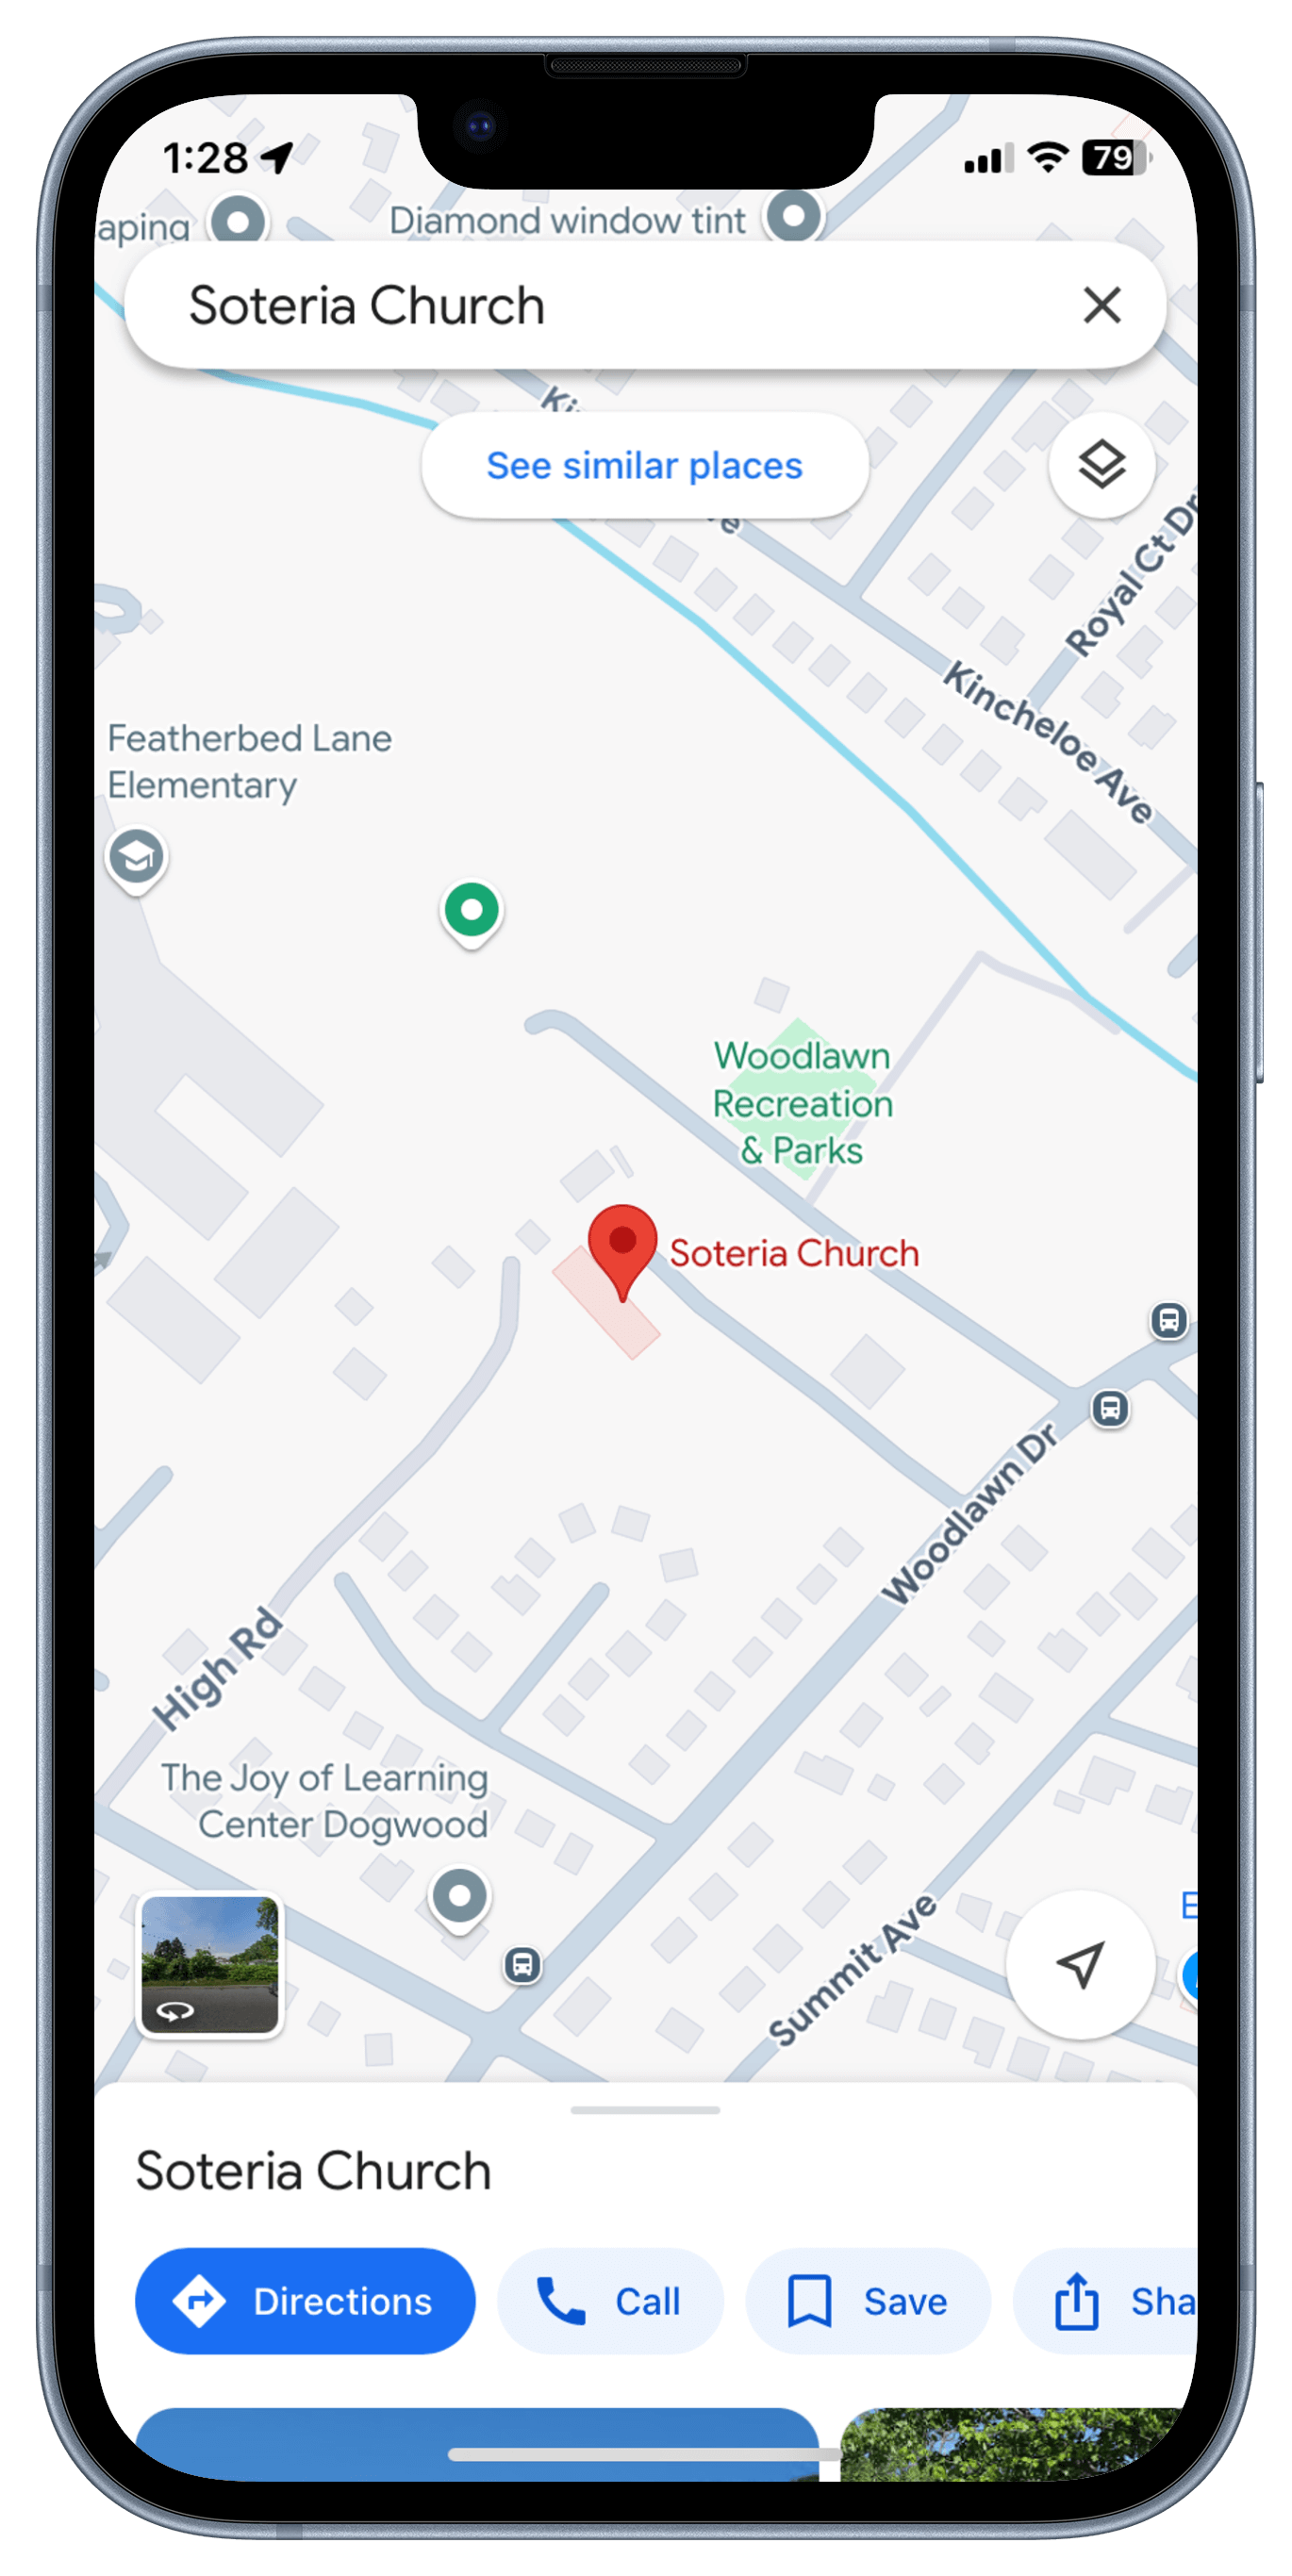 1:28
79
aping
Diamond window tint
Soteria Church
See similar places
Royal Ct Dr
Kincheloe Ave
Featherbed Lane
Elementary
Woodlawn
Recreation
& Parks
Soteria Church
Woodlawn Dr
High Rd
The Joy of Learning
Center Dogwood
Summit Ave
E
Soteria Church
Directions
Call
Save
Sha